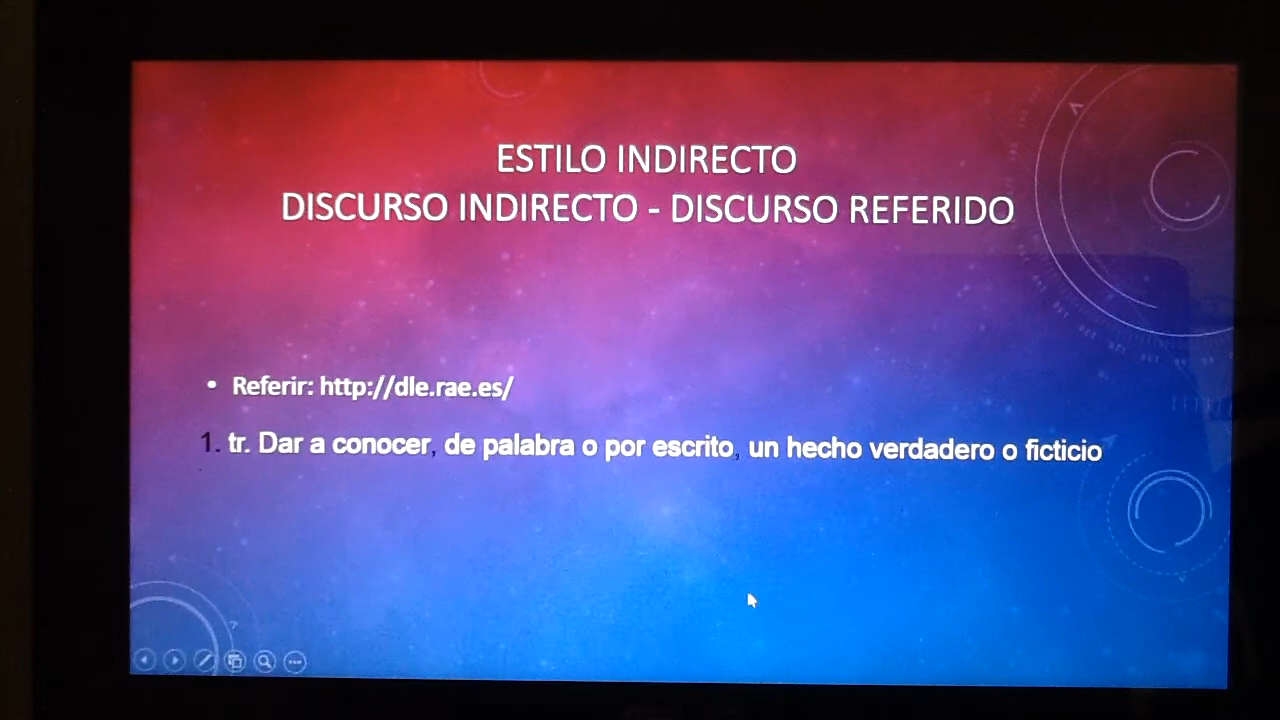 ESTILO INDIRECTO
DISCURSO INDIRECTO - DISCURSO REFERIDO
• Referir: http://dle.rae.es/
1. tr. Dar a conocer, de palabra o por escrito, un hecho verdadero o ficticio